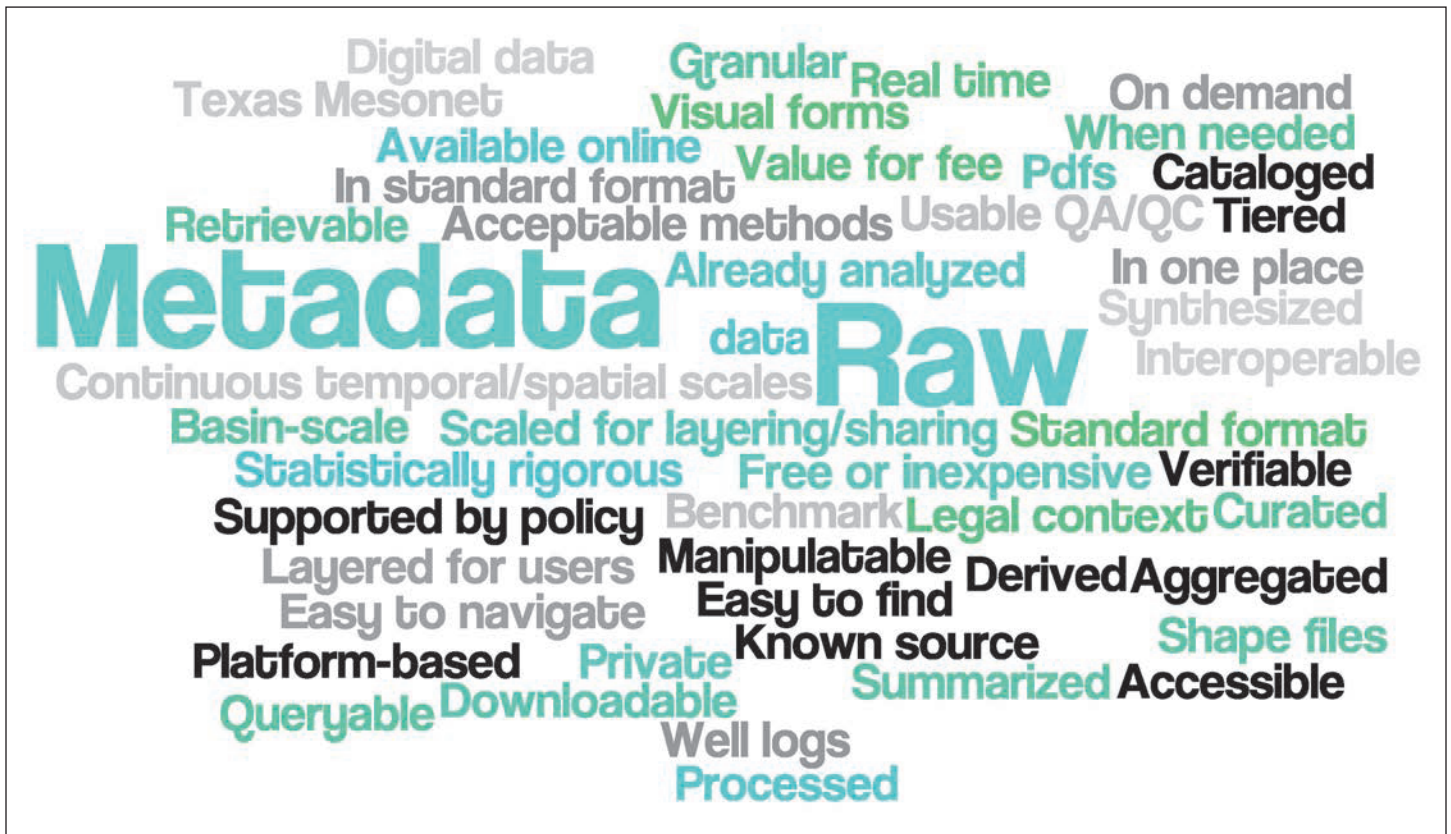 Digital data
Granular
Real time
Texas Mesonet
Visual forms
On demand
When needed
Available online
Value for fee
Pdfs
Cataloged
In standard format
Retrievable
Acceptable methods
Usable QA/QC
Tiered
Metadata
Already analyzed
In one place
data
Raw
Synthesized
Interoperable
Continuous temporal/spatial scales
Basin-scale
Scaled for layering/sharing
Standard format
Statistically rigorous
Free or inexpensive
Verifiable
Supported by policy
Benchmark
Legal context
Curated
Layered for users
Manipulatable
Derived
Aggregated
Easy to navigate
Easy to find
Platform-based
Private
Known source
Shape files
Queryable
Downloadable
Summarized
Accessible
Well logs
Processed